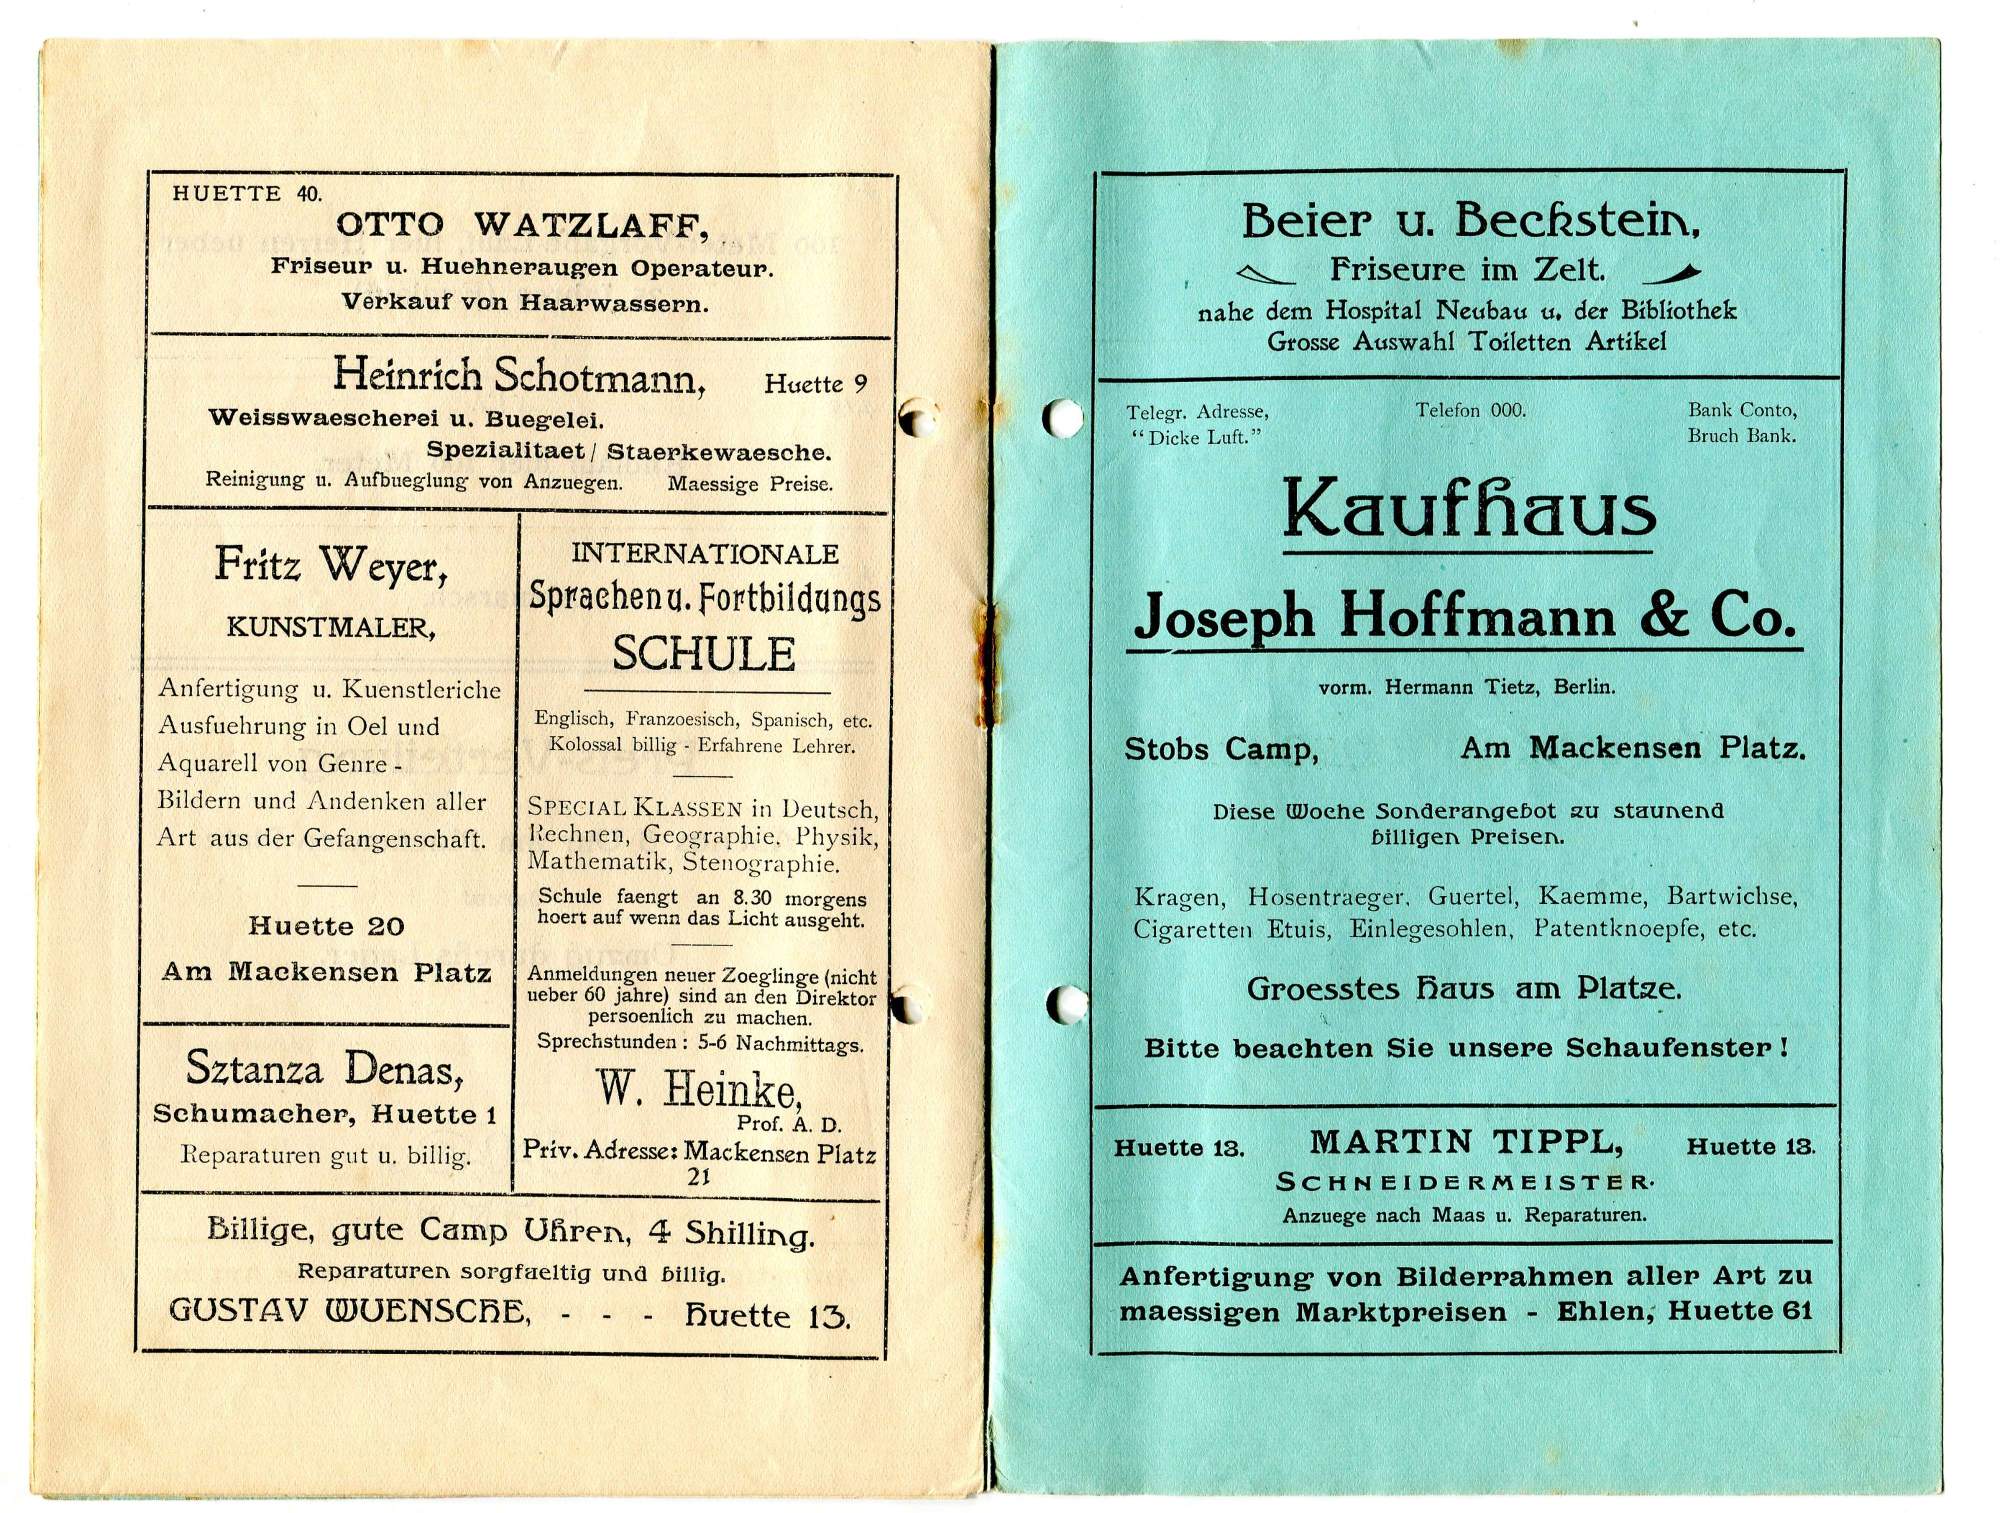 HUETTE 40.
OTTO WATZLAFF,
Friseur u. Huehneraugen Operateur.
Verkauf von Haarwassern.
Heinrich Schotmann, Huette 9
Weisswaescherei u. Buegelei.
Spezialitaet / Staerkewaesche.
Reinigung u. Aufbueglung von Anzuegen. Maessige Preise.
Fritz Weyer,
KUNSTMALER,
Anfertigung u. Kuenstleriche
Ausfuehrung in Oel und
Aquarell von Genre -
Bildern und Andenken aller
Art aus der Gefangenschaft.
Huette 20
Am Mackensen Platz
Sztanza Denas,
Schumacher, Huette 1
Reparaturen gut u. billig.
INTERNATIONALE
Sprachen u. Fortbildungs
SCHULE
Englisch, Franzoesisch, Spanisch, etc.
Kolossal billig - Erfahrene Lehrer.
SPECIAL KLASSEN in Deutsch,
Rechnen, Geographie. Physik,
Mathematik, Stenographie.
Schule faengt an 8.30 morgens
hoert auf wenn das Licht ausgeht.
Anmeldungen neuer Zoeglinge (nicht
ueber 60 jahre) sind an den Direktor
persoenlich zu machen.
Sprechstunden : 5-6 Nachmittags.
W. Heinke,
Prof. A. D.
Priv. Adresse: Mackensen Platz
21
Billige, gute Camp Uhren, 4 Shilling.
Reparaturen sorgfaeltig und billig.
GUSTAV WUENSCHE, - - - Huette 13.
Beier u. Beckstein,
Friseure im Zelt.
nahe dem Hospital Neubau u. der Bibliothek
Grosse Auswahl Toiletten Artikel
Telegr. Adresse, Telefon 000. Bank Conto,
"Dicke Luft." Bruch Bank.
Kaufhaus
Joseph Hoffmann & Co.
vorm. Hermann Tietz, Berlin.
Stobs Camp, Am Mackensen Platz.
Diese Woche Sonderangebot zu staunend
billigen Preisen.
Kragen, Hosentraeger. Guertel, Kaemme, Bartwichse,
Cigaretten Etuis, Einlegesohlen, Patentknoepfe, etc.
Groesstes Haus am Platze.
Bitte beachten Sie unsere Schaufenster !
Huette 13. MARTIN TIPPL, Huette 13.
SCHNEIDERMEISTER.
Anzuege nach Maas u. Reparaturen.
Anfertigung von Bilderrahmen aller Art zu
maessigen Marktpreisen - Ehlen, Huette 61